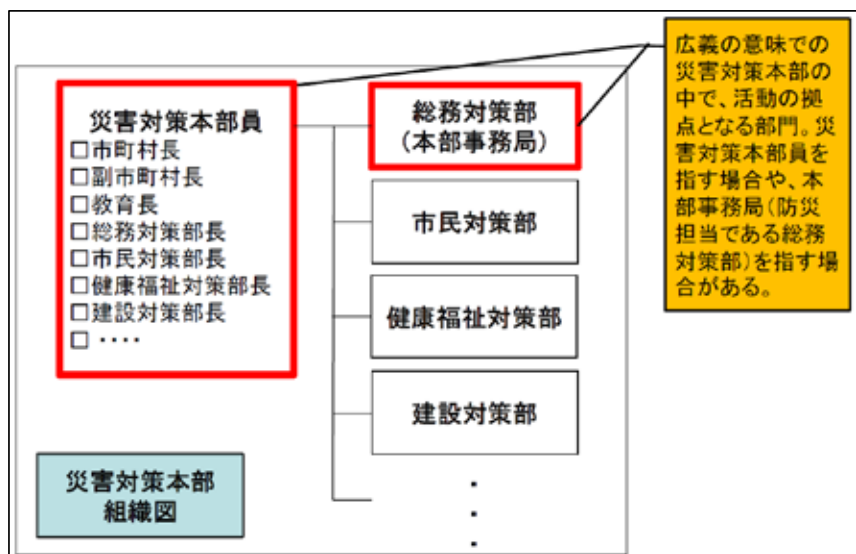 災害対策本部員
□市町村長
□副市町村長
□教育長
□総務対策部長
□市民対策部長
□健康福祉対策部長
□建設対策部長
□ ・・・・
総務対策部
（本部事務局）
市民対策部
健康福祉対策部
建設対策部
・
・
・
災害対策本部
組織図
広義の意味での
災害対策本部の
中で、活動の拠
点となる部門。災
害対策本部員を
指す場合や、本
部事務局（防災
担当である総務
対策部）を指す場
合がある。